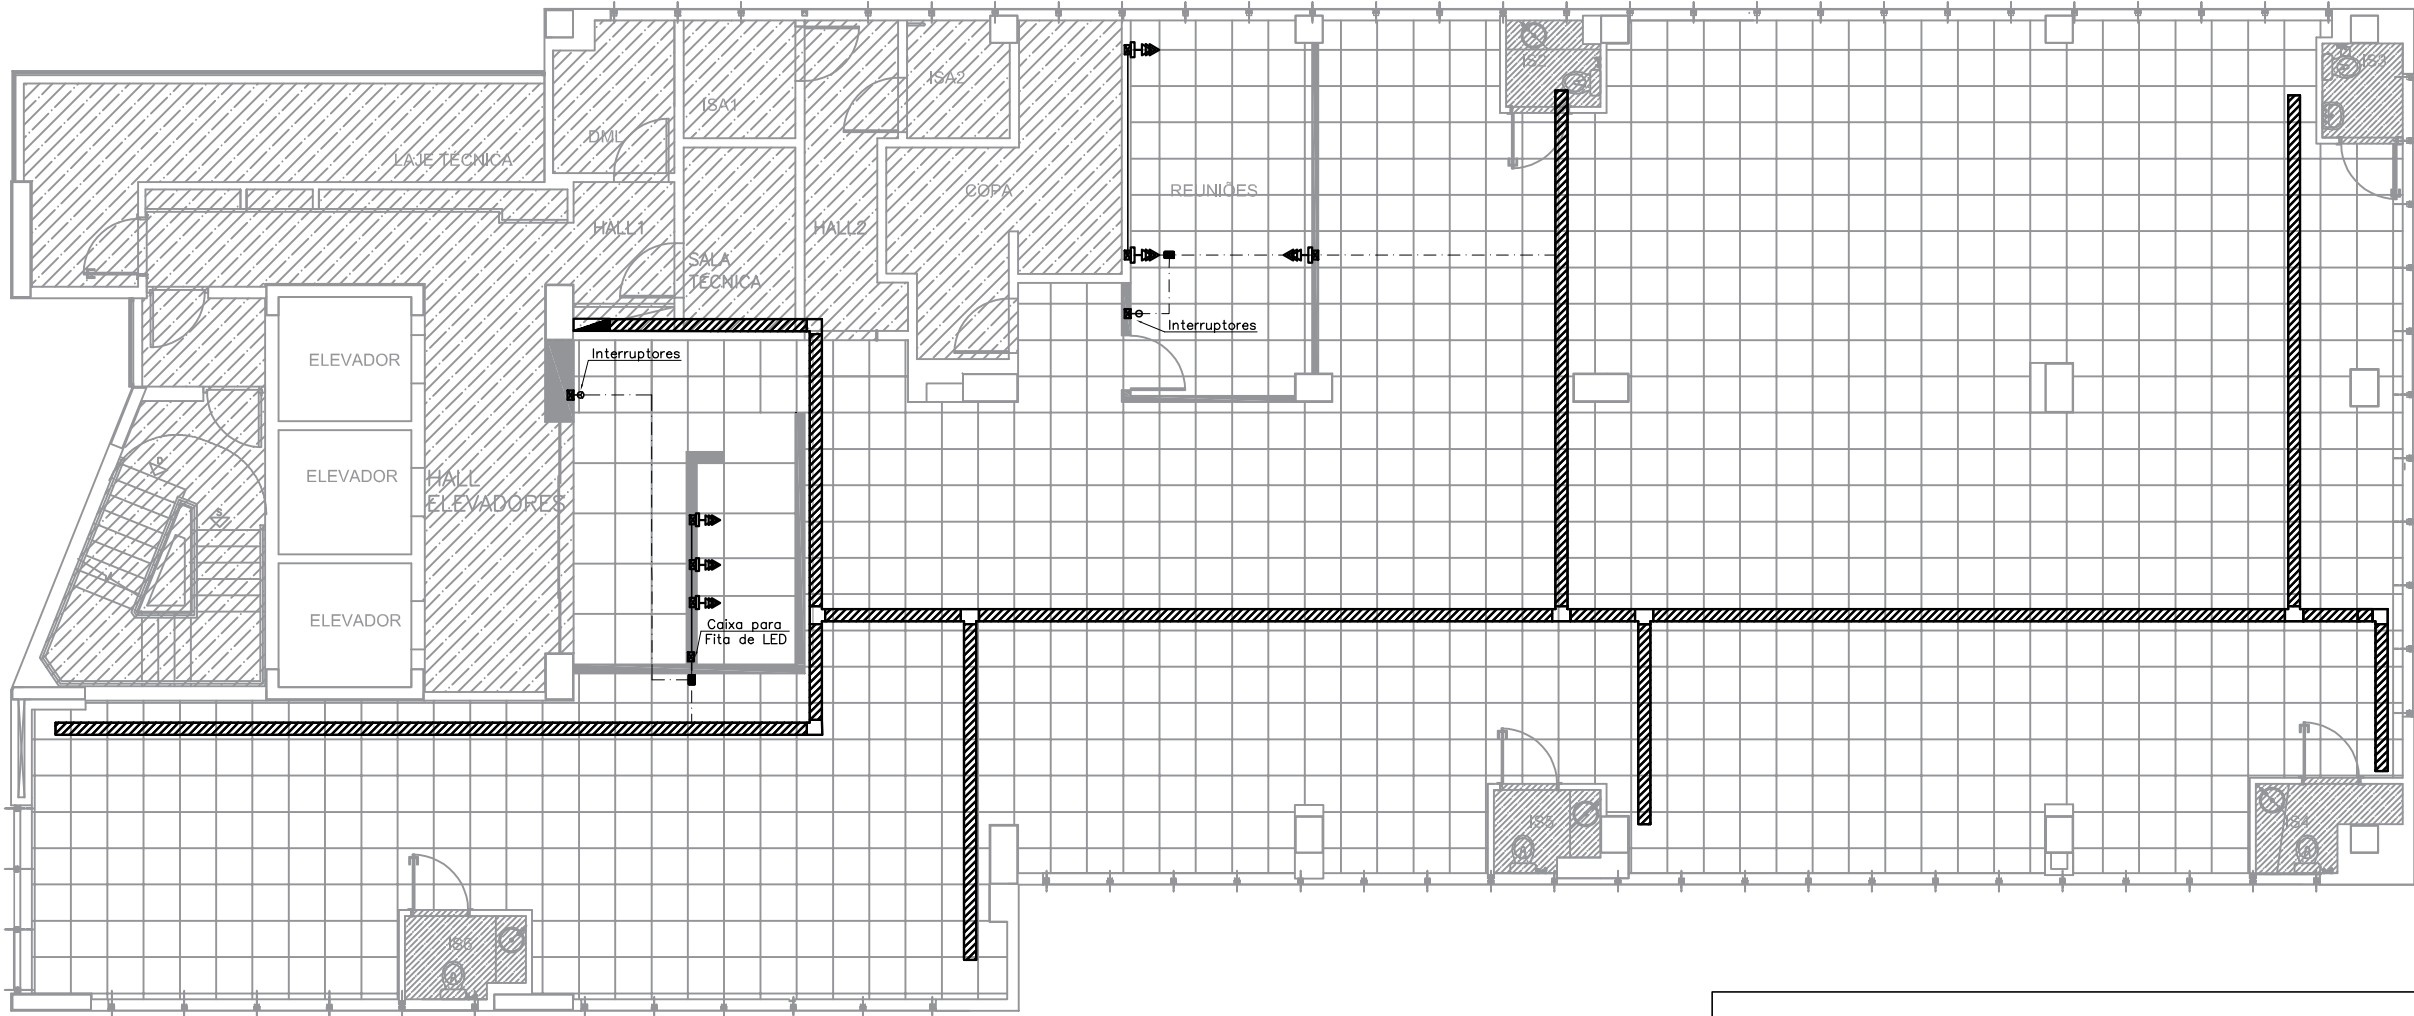 IS2
IS3
ISA2
ISA1
DML
LAJE TÉCNICA
COPA
REUNIÕES
HALL1
HALL2
SALA
TÉCNICA
Interruptores
Interruptores
ELEVADOR
ELEVADOR
HALL
ELEVADORES
ELEVADOR
Caixa para
Fita de LED
IS5
IS4
IS6